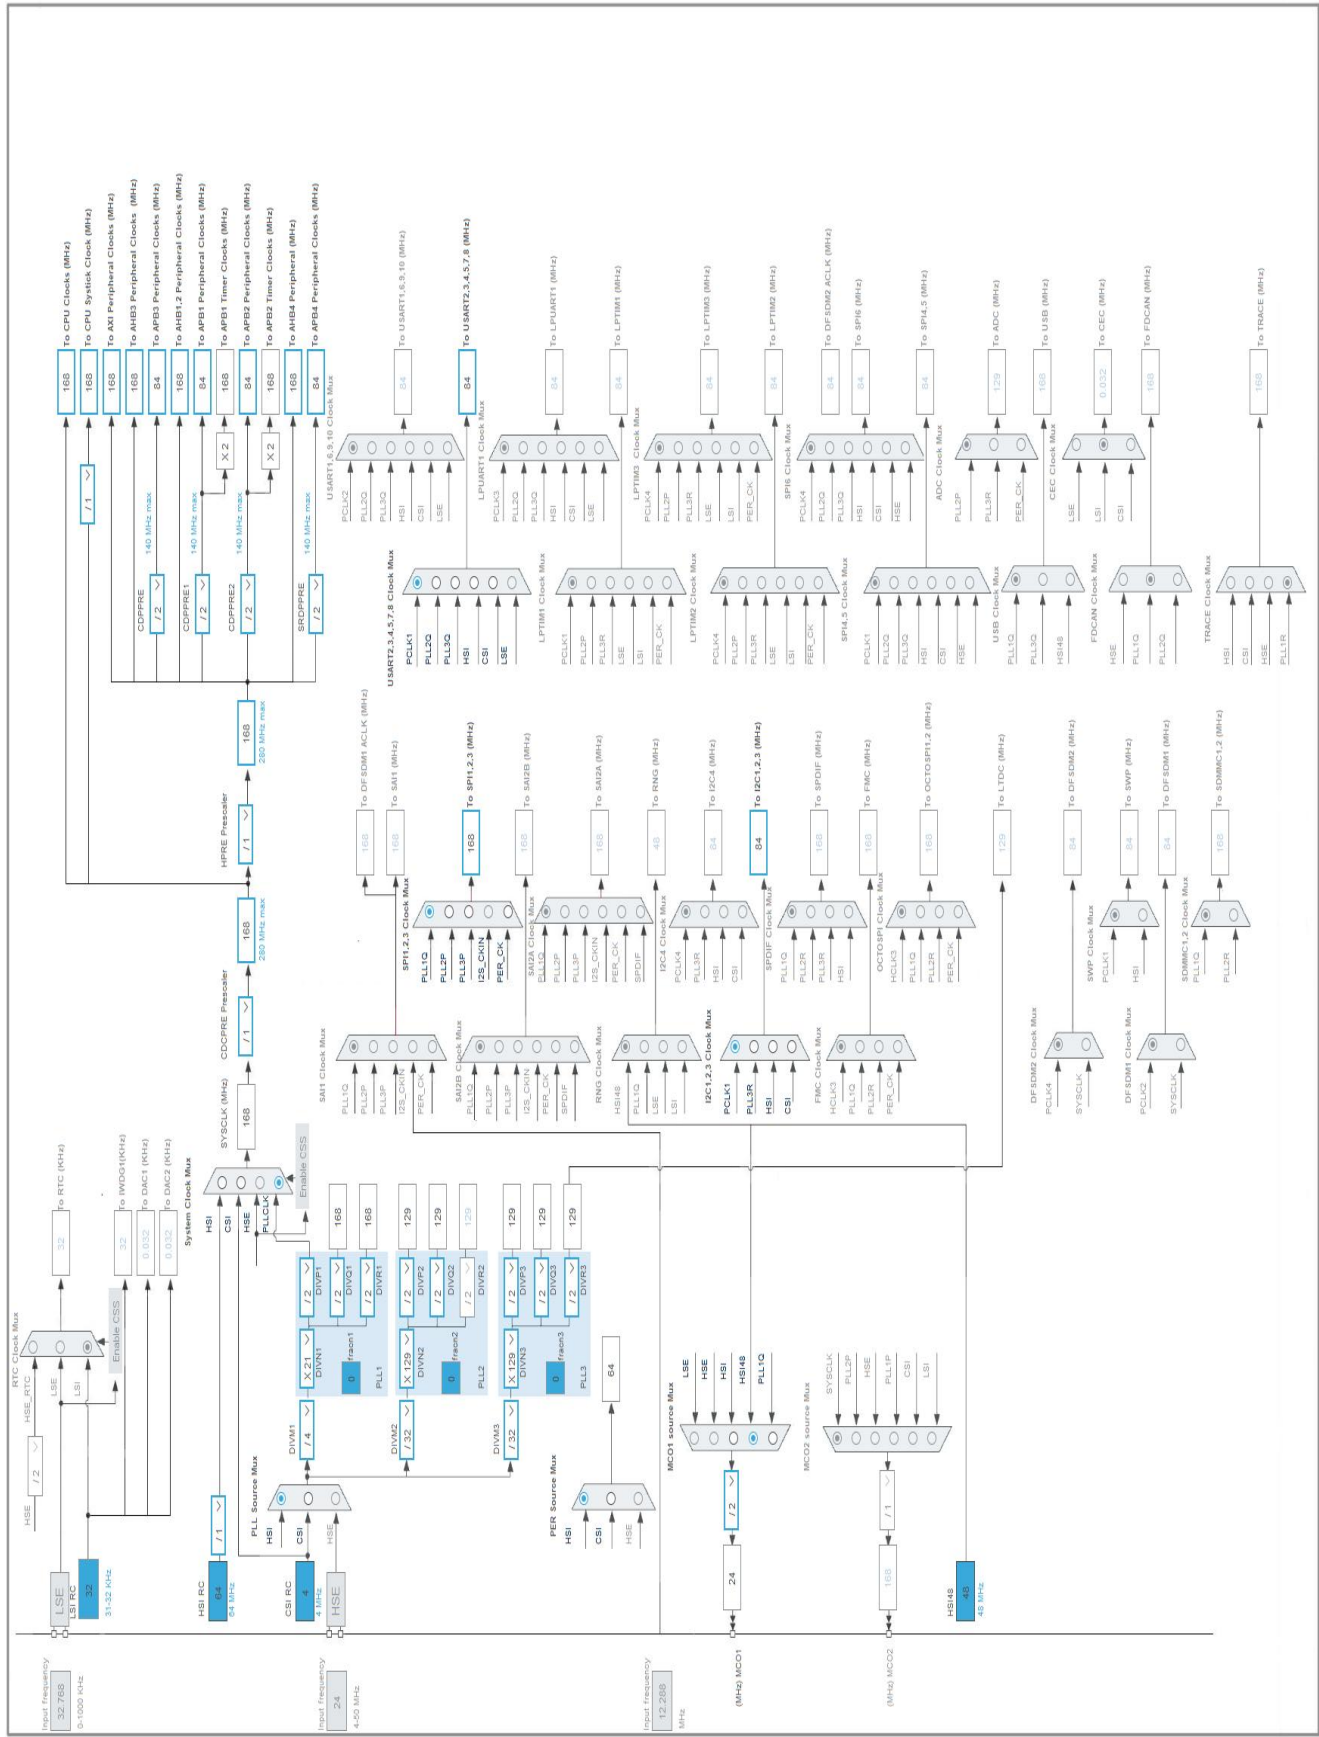 Input frequency
32.768
0-1000 KHz
LSE
LSI RC
32
31-32 KHz
HSE
/ 2
HSE_RTC
LSE
LSI
RTC Clock Mux
Enable CSS
32
To RTC (KHz)
32
To IWDG1(KHz)
0.032
To DAC1 (KHz)
0.032
To DAC2 (KHz)
HSI RC
64
64 MHz
/ 1
CSI RC
4
4 MHz
Input frequency
24
4-50 MHz
HSE
System Clock Mux
HSI
CSI
HSE
PLLCLK
Enable CSS
SYSCLK (MHz)
168
CDCPRE Prescaler
/ 1
168
280 MHz max
HPRE Prescaler
/ 1
168
280 MHz max
/ 1
CDPPRE
/ 2
140 MHz max
CDPPRE1
/ 2
140 MHz max
X 2
CDPPRE2
/ 2
140 MHz max
X 2
SRDPPRE
/ 2
140 MHz max
168
To CPU Clocks (MHz)
168
To CPU Systick Clock (MHz)
168
To AXI Peripheral Clocks (MHz)
168
To AHB3 Peripheral Clocks (MHz)
84
To APB3 Peripheral Clocks (MHz)
168
To AHB1,2 Peripheral Clocks (MHz)
84
To APB1 Peripheral Clocks (MHz)
168
To APB1 Timer Clocks (MHz)
84
To APB2 Peripheral Clocks (MHz)
168
To APB2 Timer Clocks (MHz)
168
To AHB4 Peripheral (MHz)
84
To APB4 Peripheral Clocks (MHz)
PLL Source Mux
HSI
CSI
HSE
DIVM1
/ 4
X 21
DIVN1
0
fracn1
PLL1
/ 2
DIVP1
/ 2
DIVQ1
168
/ 2
DIVR1
168
DIVM2
/ 32
X 129
DIVN2
0
fracn2
PLL2
/ 2
DIVP2
129
/ 2
DIVQ2
129
/ 2
DIVR2
129
DIVM3
/ 32
X 129
DIVN3
0
fracn3
PLL3
/ 2
DIVP3
129
/ 2
DIVQ3
129
/ 2
DIVR3
129
PER Source Mux
HSI
CSI
HSE
64
Input frequency
12.288
MHz
MCO1 source Mux
LSE
HSE
HSI
HSI48
PLL1Q
/ 2
24
(MHz) MCO1
MCO2 source Mux
SYSCLK
PLL2P
HSE
PLL1P
CSI
LSI
/ 1
168
(MHz) MCO2
HSI48
48
48 MHz
SAI1 Clock Mux
PLL1Q
PLL2P
PLL3P
I2S_CKIN
PER_CK
168
To DFSDM1 ACLK (MHz)
168
To SAI1 (MHz)
SPI1,2,3 Clock Mux
PLL1Q
PLL2P
PLL3P
I2S_CKIN
PER_CK
168
To SPI1,2,3 (MHz)
SAI2B Clock Mux
PLL1Q
PLL2P
PLL3P
I2S_CKIN
PER_CK
SPDIF
168
To SAI2B (MHz)
SAI2A Clock Mux
PLL1Q
PLL2P
PLL3P
I2S_CKIN
PER_CK
SPDIF
168
To SAI2A (MHz)
RNG Clock Mux
HSI48
PLL1Q
LSE
LSI
48
To RNG (MHz)
I2C4 Clock Mux
PCLK4
PLL3R
HSI
CSI
84
To I2C4 (MHz)
I2C1,2,3 Clock Mux
PCLK1
PLL3R
HSI
CSI
84
To I2C1,2,3 (MHz)
SPDIF Clock Mux
PLL1Q
PLL2R
PLL3R
HSI
168
To SPDIF (MHz)
FMC Clock Mux
HCLK3
PLL1Q
PLL2R
PER_CK
168
To FMC (MHz)
OCTOSPI Clock Mux
HCLK3
PLL1Q
PLL2R
PER_CK
168
To OCTOSPI1,2 (MHz)
129
To LTDC (MHz)
DFSDM2 Clock Mux
PCLK4
SYSCLK
84
To DFSDM2 (MHz)
SWP Clock Mux
PCLK1
HSI
84
To SWP (MHz)
DFSDM1 Clock Mux
PCLK2
SYSCLK
84
To DFSDM1 (MHz)
SDMMC1,2 Clock Mux
PLL1Q
PLL2R
168
To SDMMC1,2 (MHz)
USART1,6,9,10 Clock Mux
PCLK2
PLL2Q
PLL3Q
HSI
CSI
LSE
84
To USART1,6,9,10 (MHz)
USART2,3,4,5,7,8 Clock Mux
PCLK1
PLL2Q
PLL3Q
HSI
CSI
LSE
84
To USART2,3,4,5,7,8 (MHz)
LPUART1 Clock Mux
PCLK3
PLL2Q
PLL3Q
HSI
CSI
LSE
84
To LPUART1 (MHz)
LPTIM1 Clock Mux
PCLK1
PLL2P
PLL3R
LSE
LSI
PER_CK
84
To LPTIM1 (MHz)
LPTIM3 Clock Mux
PCLK4
PLL2P
PLL3R
LSE
LSI
PER_CK
84
To LPTIM3 (MHz)
LPTIM2 Clock Mux
PCLK4
PLL2P
PLL3R
LSE
LSI
PER_CK
84
To LPTIM2 (MHz)
84
To DFSDM2 ACLK (MHz)
SPI6 Clock Mux
PCLK4
PLL2Q
PLL3Q
HSI
CSI
HSE
84
To SPI6 (MHz)
SPI4,5 Clock Mux
PCLK1
PLL2Q
PLL3Q
HSI
CSI
HSE
84
To SPI4,5 (MHz)
ADC Clock Mux
PLL2P
PLL3R
PER_CK
129
To ADC (MHz)
USB Clock Mux
PLL1Q
PLL3Q
HSI48
168
To USB (MHz)
CEC Clock Mux
LSE
LSI
CSI
0.032
To CEC (MHz)
FDCAN Clock Mux
HSE
PLL1Q
PLL2Q
168
To FDCAN (MHz)
TRACE Clock Mux
HSI
CSI
HSE
PLL1R
168
To TRACE (MHz)